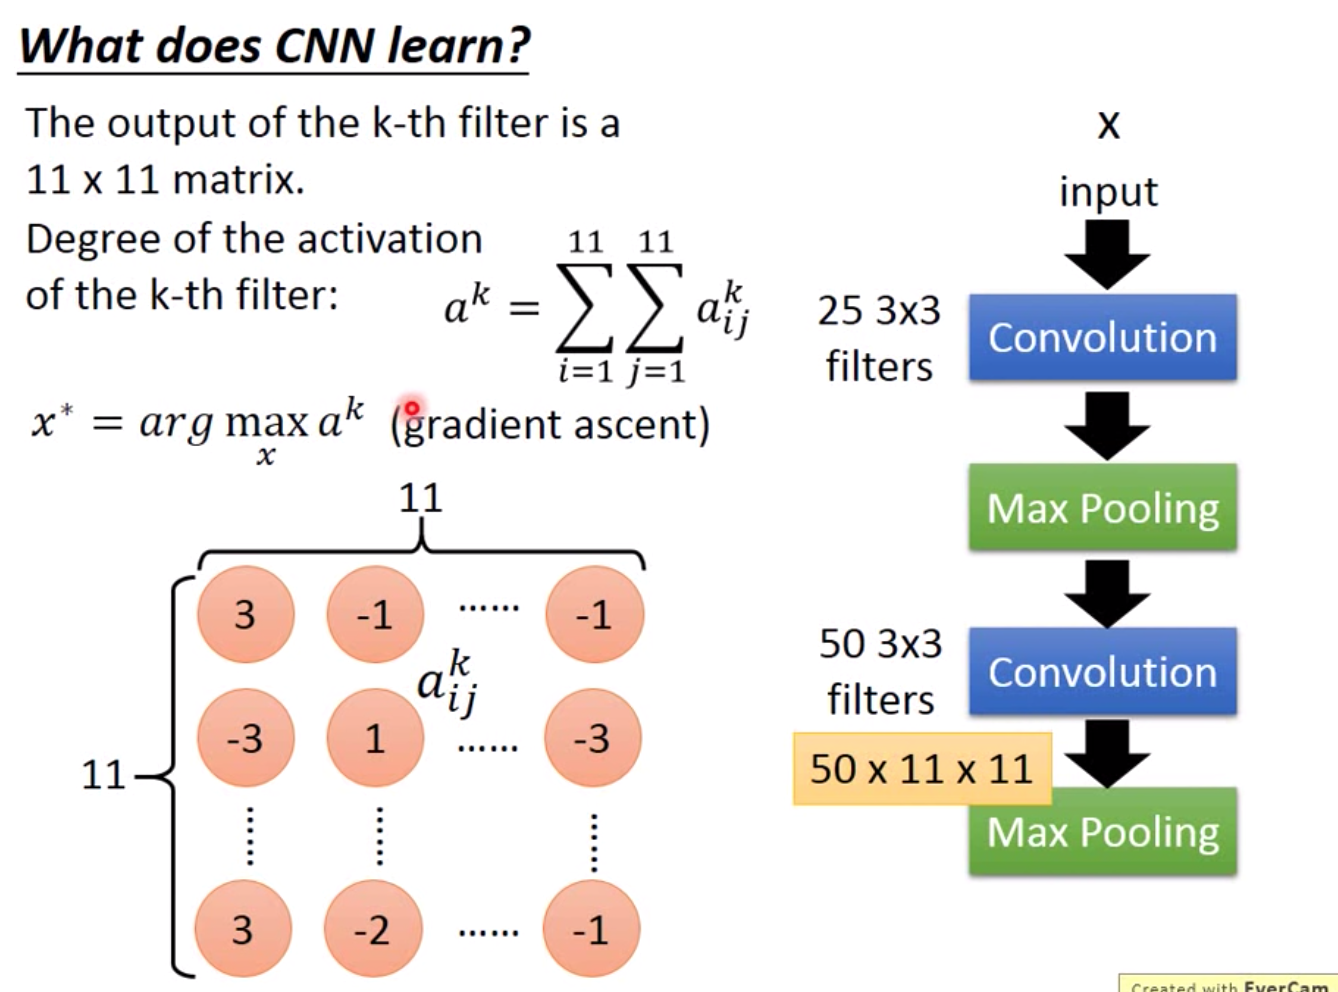 What does CNN learn?
The output of the k-th filter is a
11 x 11 matrix.
Degree of the activation
of the k-th filter:
a^k = ∑_{i=1}^{11} ∑_{j=1}^{11} a_{ij}^k
x* = arg max_x a^k (gradient ascent)
11
11
3 -1 …… -1
a_{ij}^k
-3 1 …… -3
…… …… ……
3 -2 …… -1
x
input
25 3x3
filters
Convolution
Max Pooling
50 3x3
filters
Convolution
50 x 11 x 11
Max Pooling
Created with EverCam